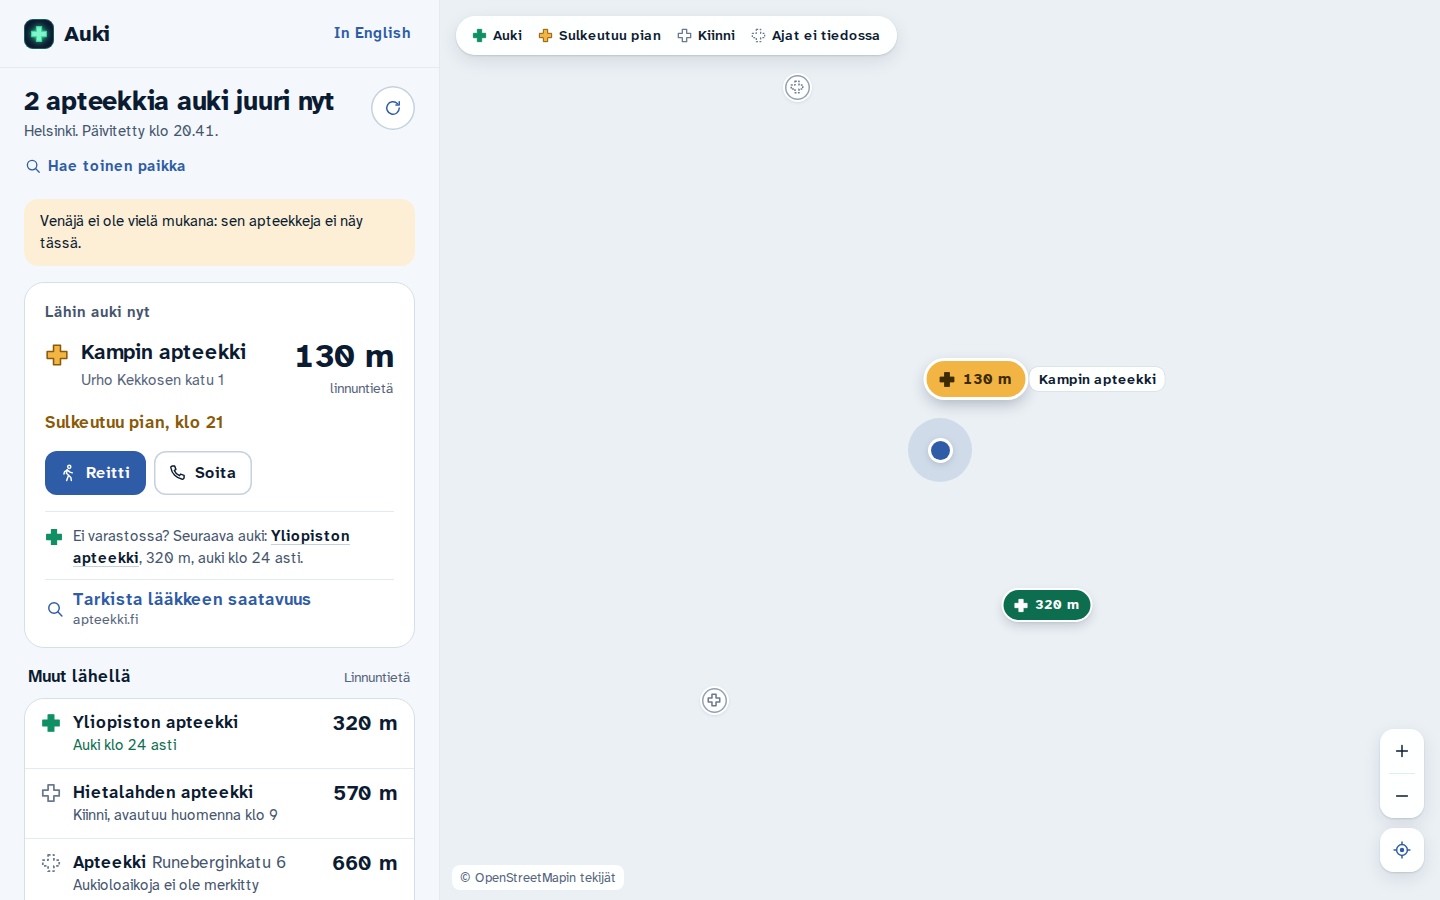 Auki
In English
2 apteekkia auki juuri nyt
Helsinki. Päivitetty klo 20.41.
Hae toinen paikka
Venäjä ei ole vielä mukana: sen apteekkeja ei näy
tässä.
Lähin auki nyt
Kampin apteekki
130 m
Urho Kekkosen katu 1
linnuntietä
Sulkeutuu pian, klo 21
Reitti
Soita
Ei varastossa? Seuraava auki: Yliopiston
apteekki, 320 m, auki klo 24 asti.
Tarkista lääkkeen saatavuus
apteekki.fi
Muut lähellä
Linnuntietä
Yliopiston apteekki
320 m
Auki klo 24 asti
Hietalahden apteekki
570 m
Kiinni, avautuu huomenna klo 9
Apteekki Runeberginkatu 6
660 m
Aukioloaikoja ei ole merkitty
Auki
Sulkeutuu pian
Kiinni
Ajat ei tiedossa
130 m
Kampin apteekki
320 m
+
−
© OpenStreetMapin tekijät